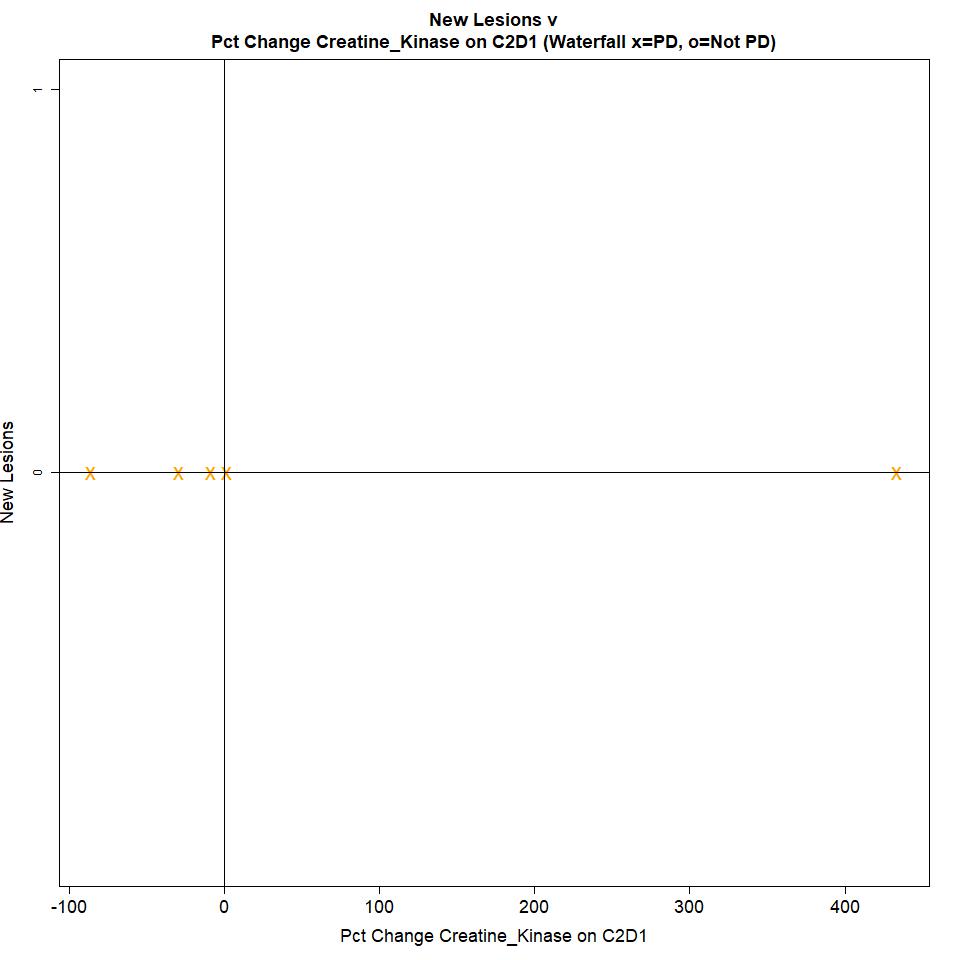 New Lesions v
Pct Change Creatine_Kinase on C2D1 (Waterfall x=PD, o=Not PD)
1
0
New Lesions
x x x x x
-100 0 100 200 300 400
Pct Change Creatine_Kinase on C2D1